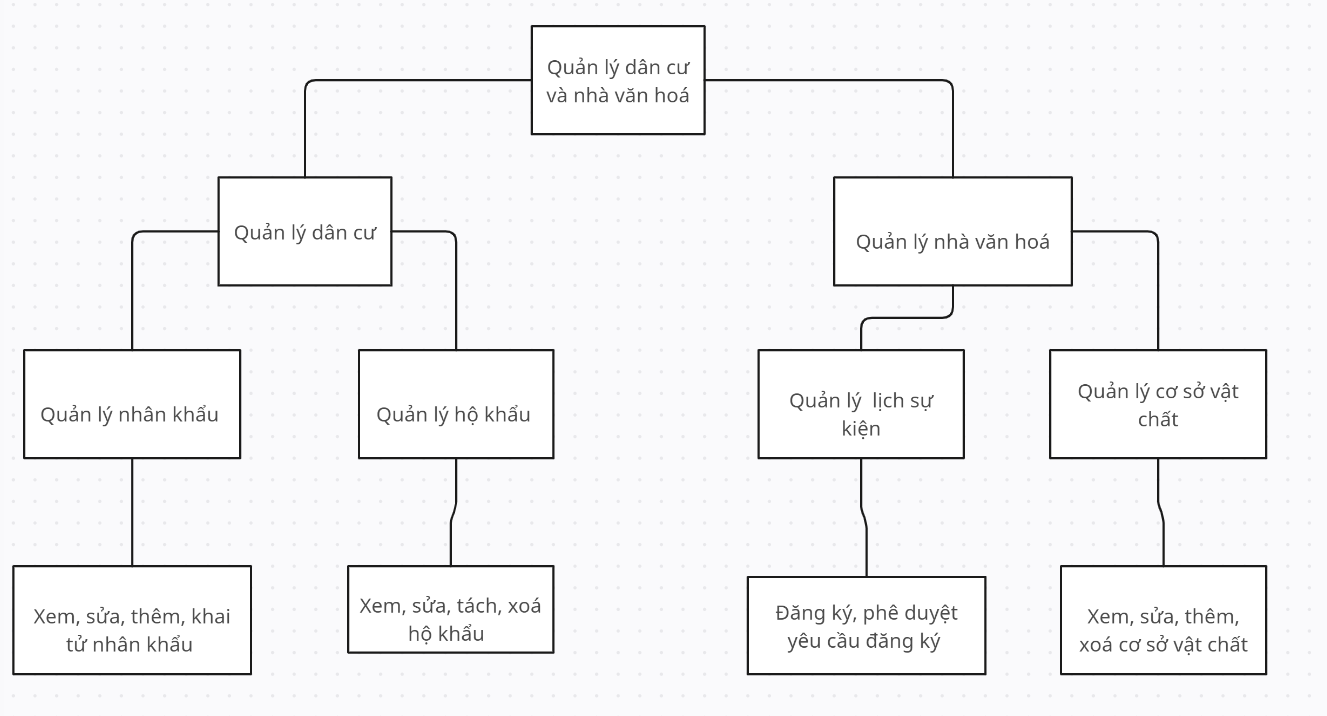 Quản lý dân cư
và nhà văn hoá
Quản lý dân cư
Quản lý nhà văn hoá
Quản lý nhân khẩu
Quản lý hộ khẩu
Quản lý  lịch sự
kiện
Quản lý cơ sở vật
chất
Xem, sửa, thêm, khai
tử nhân khẩu
Xem, sửa, tách, xoá
hộ khẩu
Đăng ký, phê duyệt
yêu cầu đăng ký
Xem, sửa, thêm,
xoá cơ sở vật chất